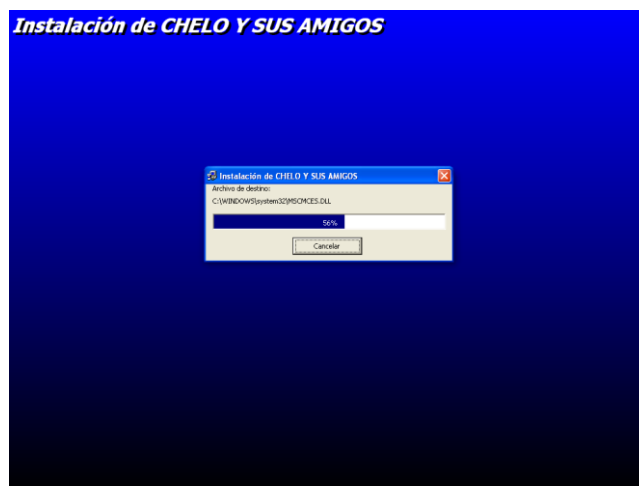 Instalación de CHELO Y SUS AMIGOS
Instalación de CHELO Y SUS AMIGOS
Archivo de destino:
C:\WINDOWS\system32\MSCMCES.DLL
56%
Cancelar